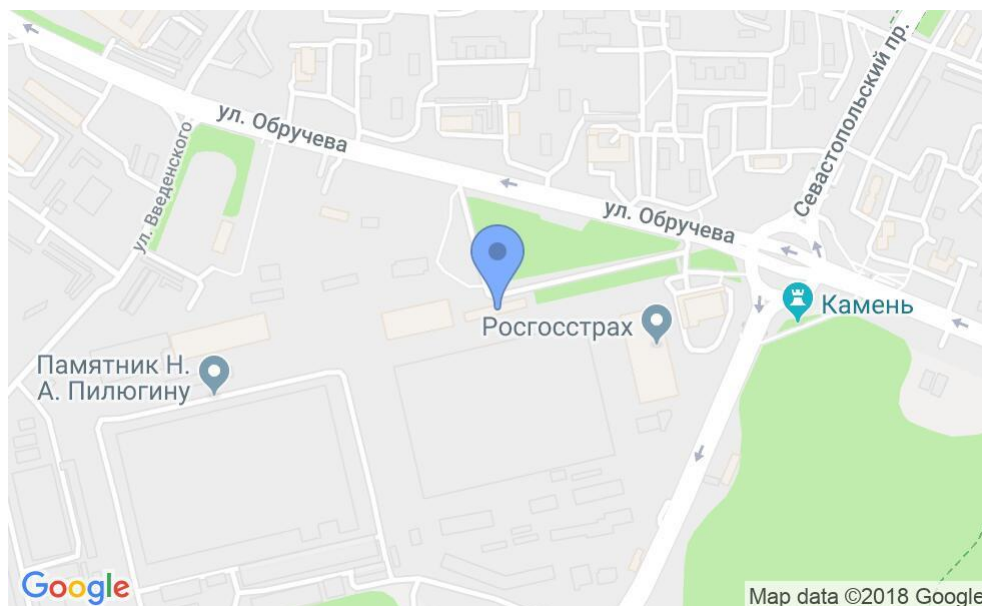 Севастопольский пр.
ул. Обручева
ул. Введенского
ул. Обручева
Камень
Росгосстрах
Памятник Н.
А. Пилюгину
Google
Map data ©2018 Google